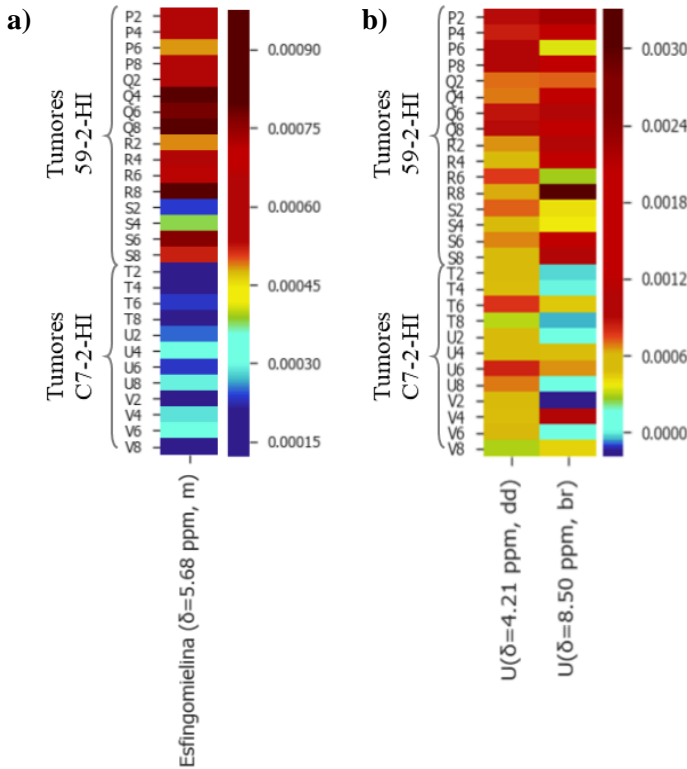 a)
Tumores
59-2-HI
Tumores
C7-2-HI
P2
P4
P6
P8
Q2
Q4
Q6
Q8
R2
R4
R6
R8
S2
S4
S6
S8
T2
T4
T6
T8
U2
U4
U6
U8
V2
V4
V6
V8
0.00090
0.00075
0.00060
0.00045
0.00030
0.00015
Esfingomielina (δ=5.68 ppm, m)
b)
Tumores
59-2-HI
Tumores
C7-2-HI
P2
P4
P6
P8
Q2
Q4
Q6
Q8
R2
R4
R6
R8
S2
S4
S6
S8
T2
T4
T6
T8
U2
U4
U6
U8
V2
V4
V6
V8
0.0030
0.0024
0.0018
0.0012
0.0006
0.0000
U(δ=4.21 ppm, dd)
U(δ=8.50 ppm, br)